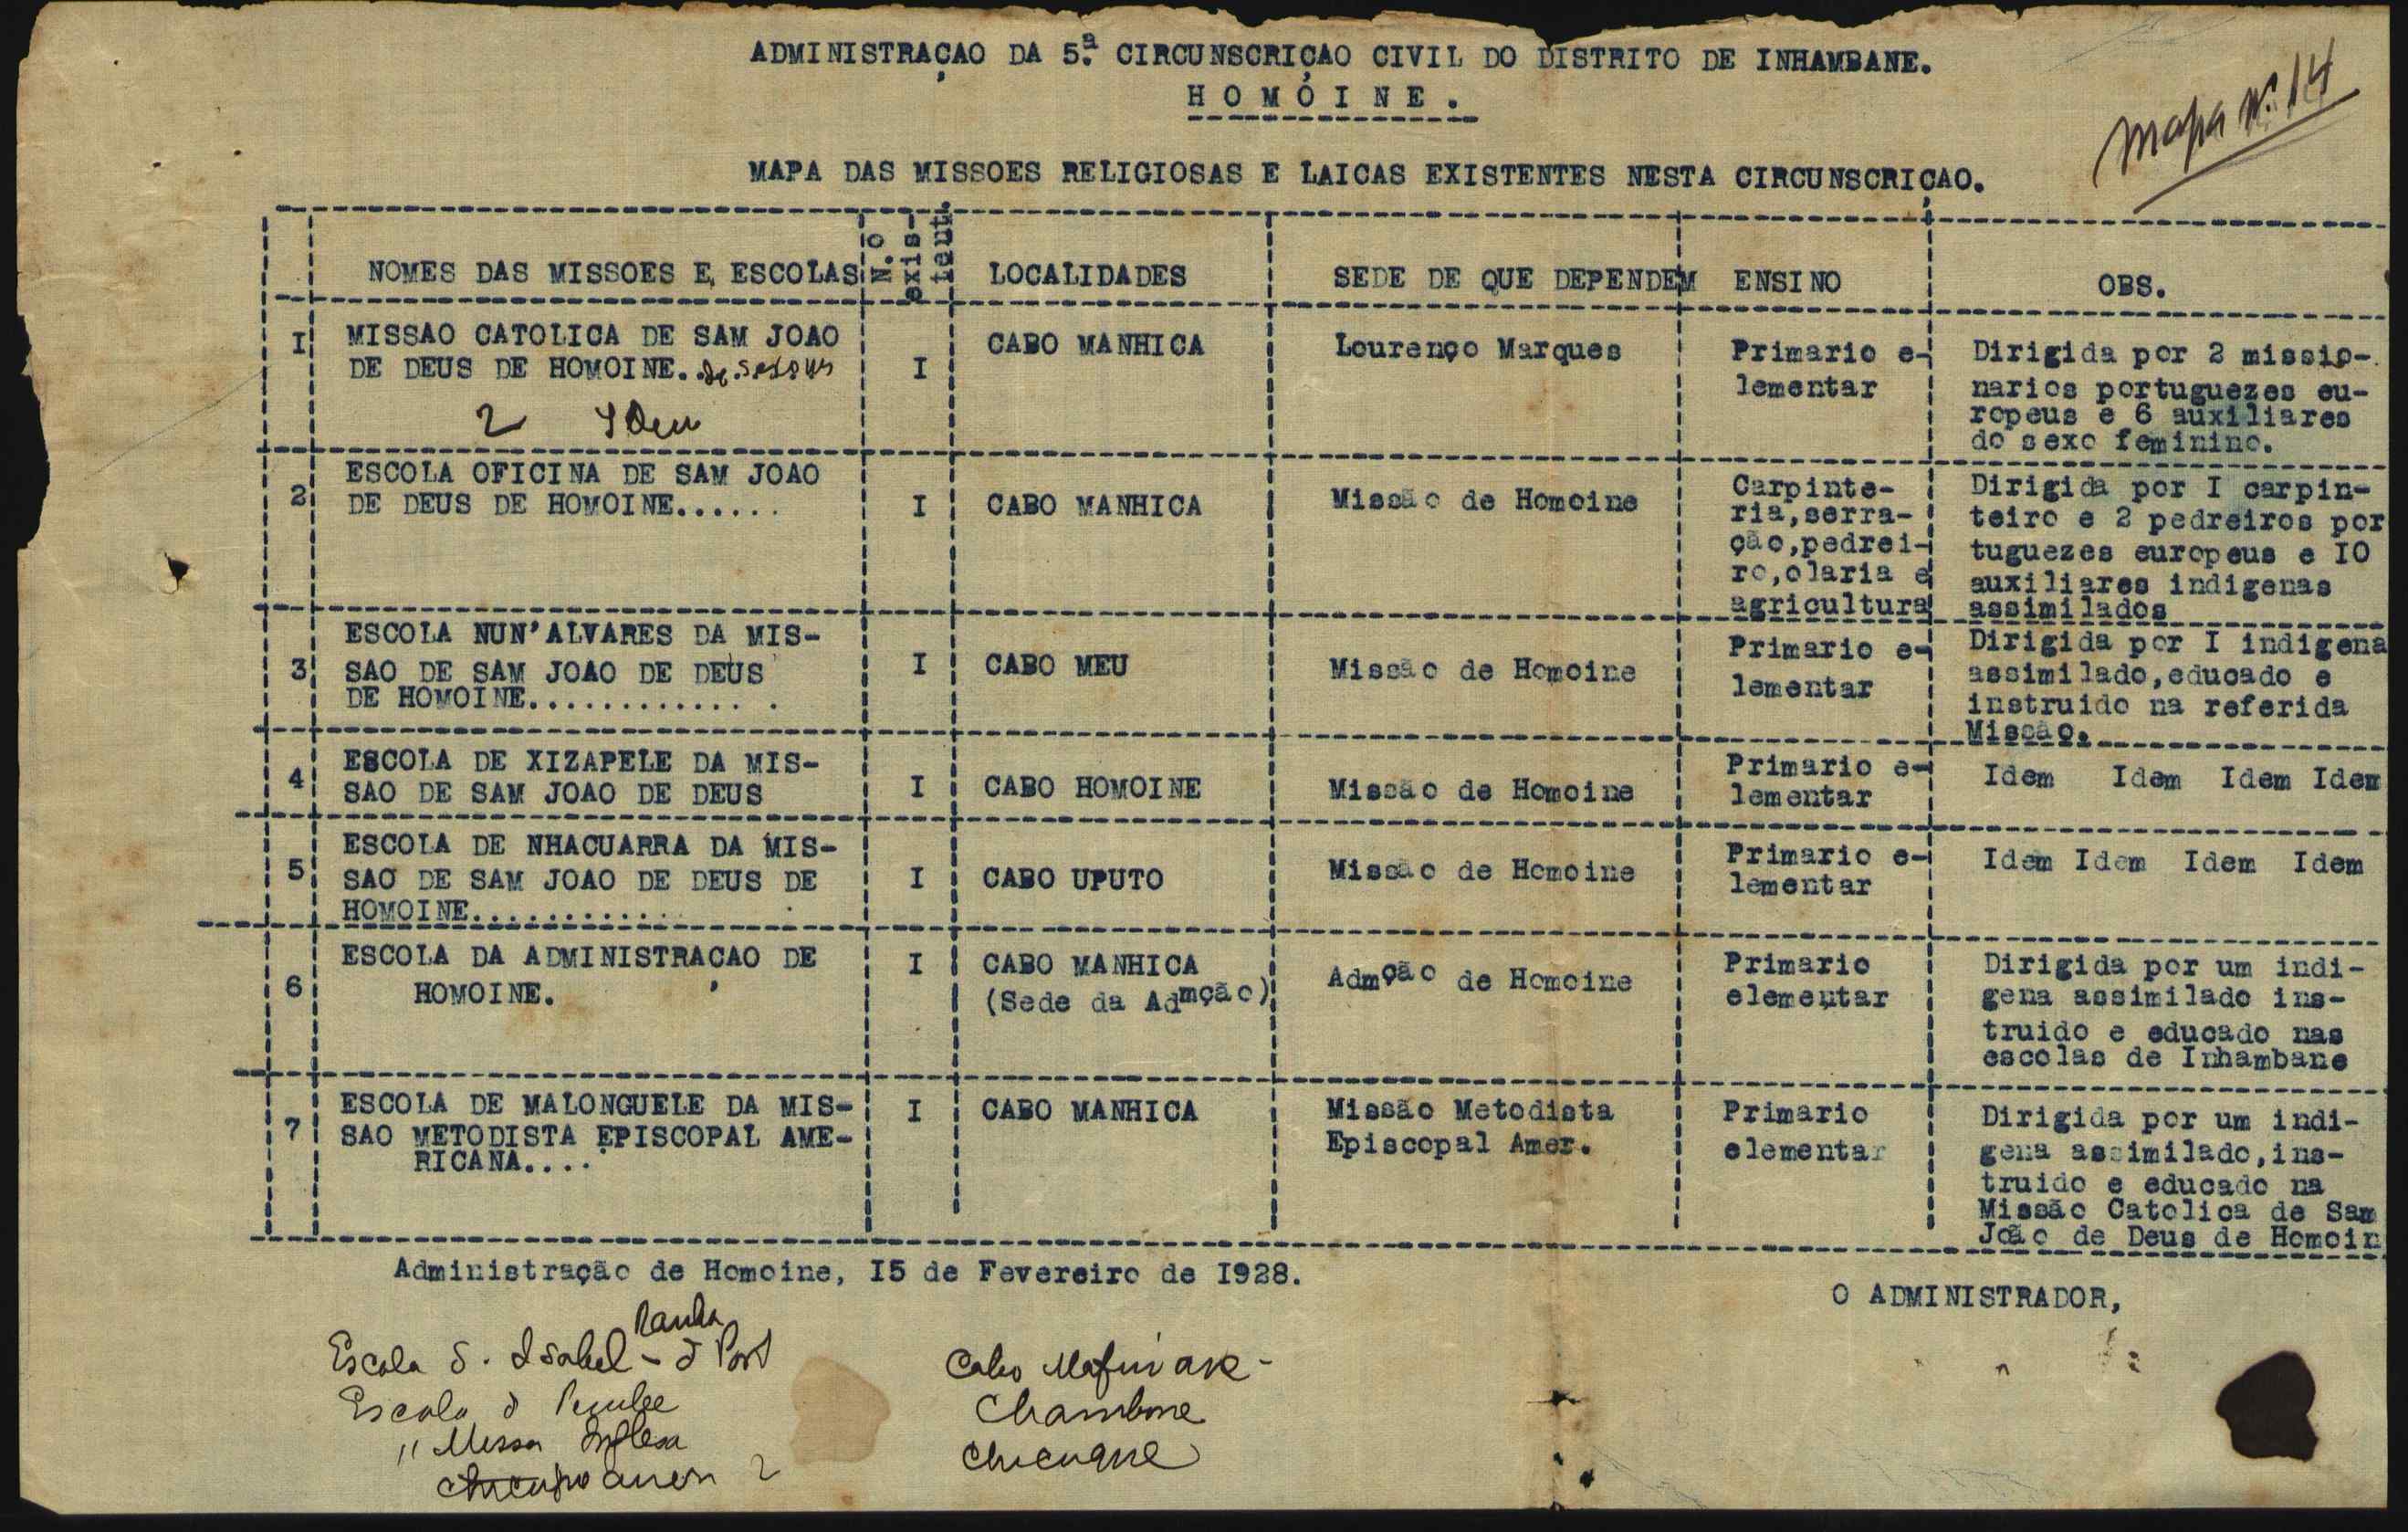 ADMINISTRAÇAO DA 5.ª CIRCUNSCRIÇAO CIVIL DO DISTRITO DE INHAMBANE.
HOMÓINE.
Mapa Nº 14
MAPA DAS MISSOES RELIGIOSAS E LAICAS EXISTENTES NESTA CIRCUNSCRIÇAO.
NOMES DAS MISSOES E ESCOLAS N.º exis- tent. LOCALIDADES SEDE DE QUE DEPENDEM ENSINO OBS.
I MISSAO CATOLICA DE SAM JOAO
DE DEUS DE HOMOINE.
2 Idem
I
CABO MANHICA
Lourenço Marques
Primario e-
lementar
Dirigida por 2 missio-
narios portuguezes eu-
ropeus e 6 auxiliares
do sexo feminino.
2 ESCOLA OFICINA DE SAM JOAO
DE DEUS DE HOMOINE......
I
CABO MANHICA
Missão de Homoine
Carpinte-
ria,serra-
ção,pedrei-
ro,olaria e
agricultura
Dirigida por I carpin-
teiro e 2 pedreiros por
tuguezes europeus e IO
auxiliares indigenas
assimilados
3 ESCOLA NUN'ALVARES DA MIS-
SAO DE SAM JOAO DE DEUS
DE HOMOINE.............
I
CABO MEU
Missão de Homoine
Primario e-
lementar
Dirigida por I indigena
assimilado,educado e
instruido na referida
Missão.
4 ESCOLA DE XIZAPELE DA MIS-
SAO DE SAM JOAO DE DEUS
I
CABO HOMOINE
Missão de Homoine
Primario e-
lementar
Idem Idem Idem Idem
5 ESCOLA DE NHACUARRA DA MIS-
SAO DE SAM JOAO DE DEUS DE
HOMOINE............
I
CABO UPUTO
Missão de Homoine
Primario e-
lementar
Idem Idem Idem Idem
6 ESCOLA DA ADMINISTRAÇAO DE
HOMOINE.
I
CABO MANHICA
(Sede da Admção)
Admção de Homoine
Primario
elementar
Dirigida por um indi-
gena assimilado ins-
truido e educado nas
escolas de Inhambane
7 ESCOLA DE MALONGUELE DA MIS-
SAO METODISTA EPISCOPAL AME-
RICANA....
I
CABO MANHICA
Missão Metodista
Episcopal Amer.
Primario
elementar
Dirigida por um indi-
gena assimilado,ins-
truido e educado na
Missão Catolica de Sam
João de Deus de Homoin
Administração de Homoine, I5 de Fevereiro de I928.
O ADMINISTRADOR,
Escola S. Isabel - Rainha d Port
Escola d
" Missa Inglesa
2
Cabo
Chambone
Chicuque